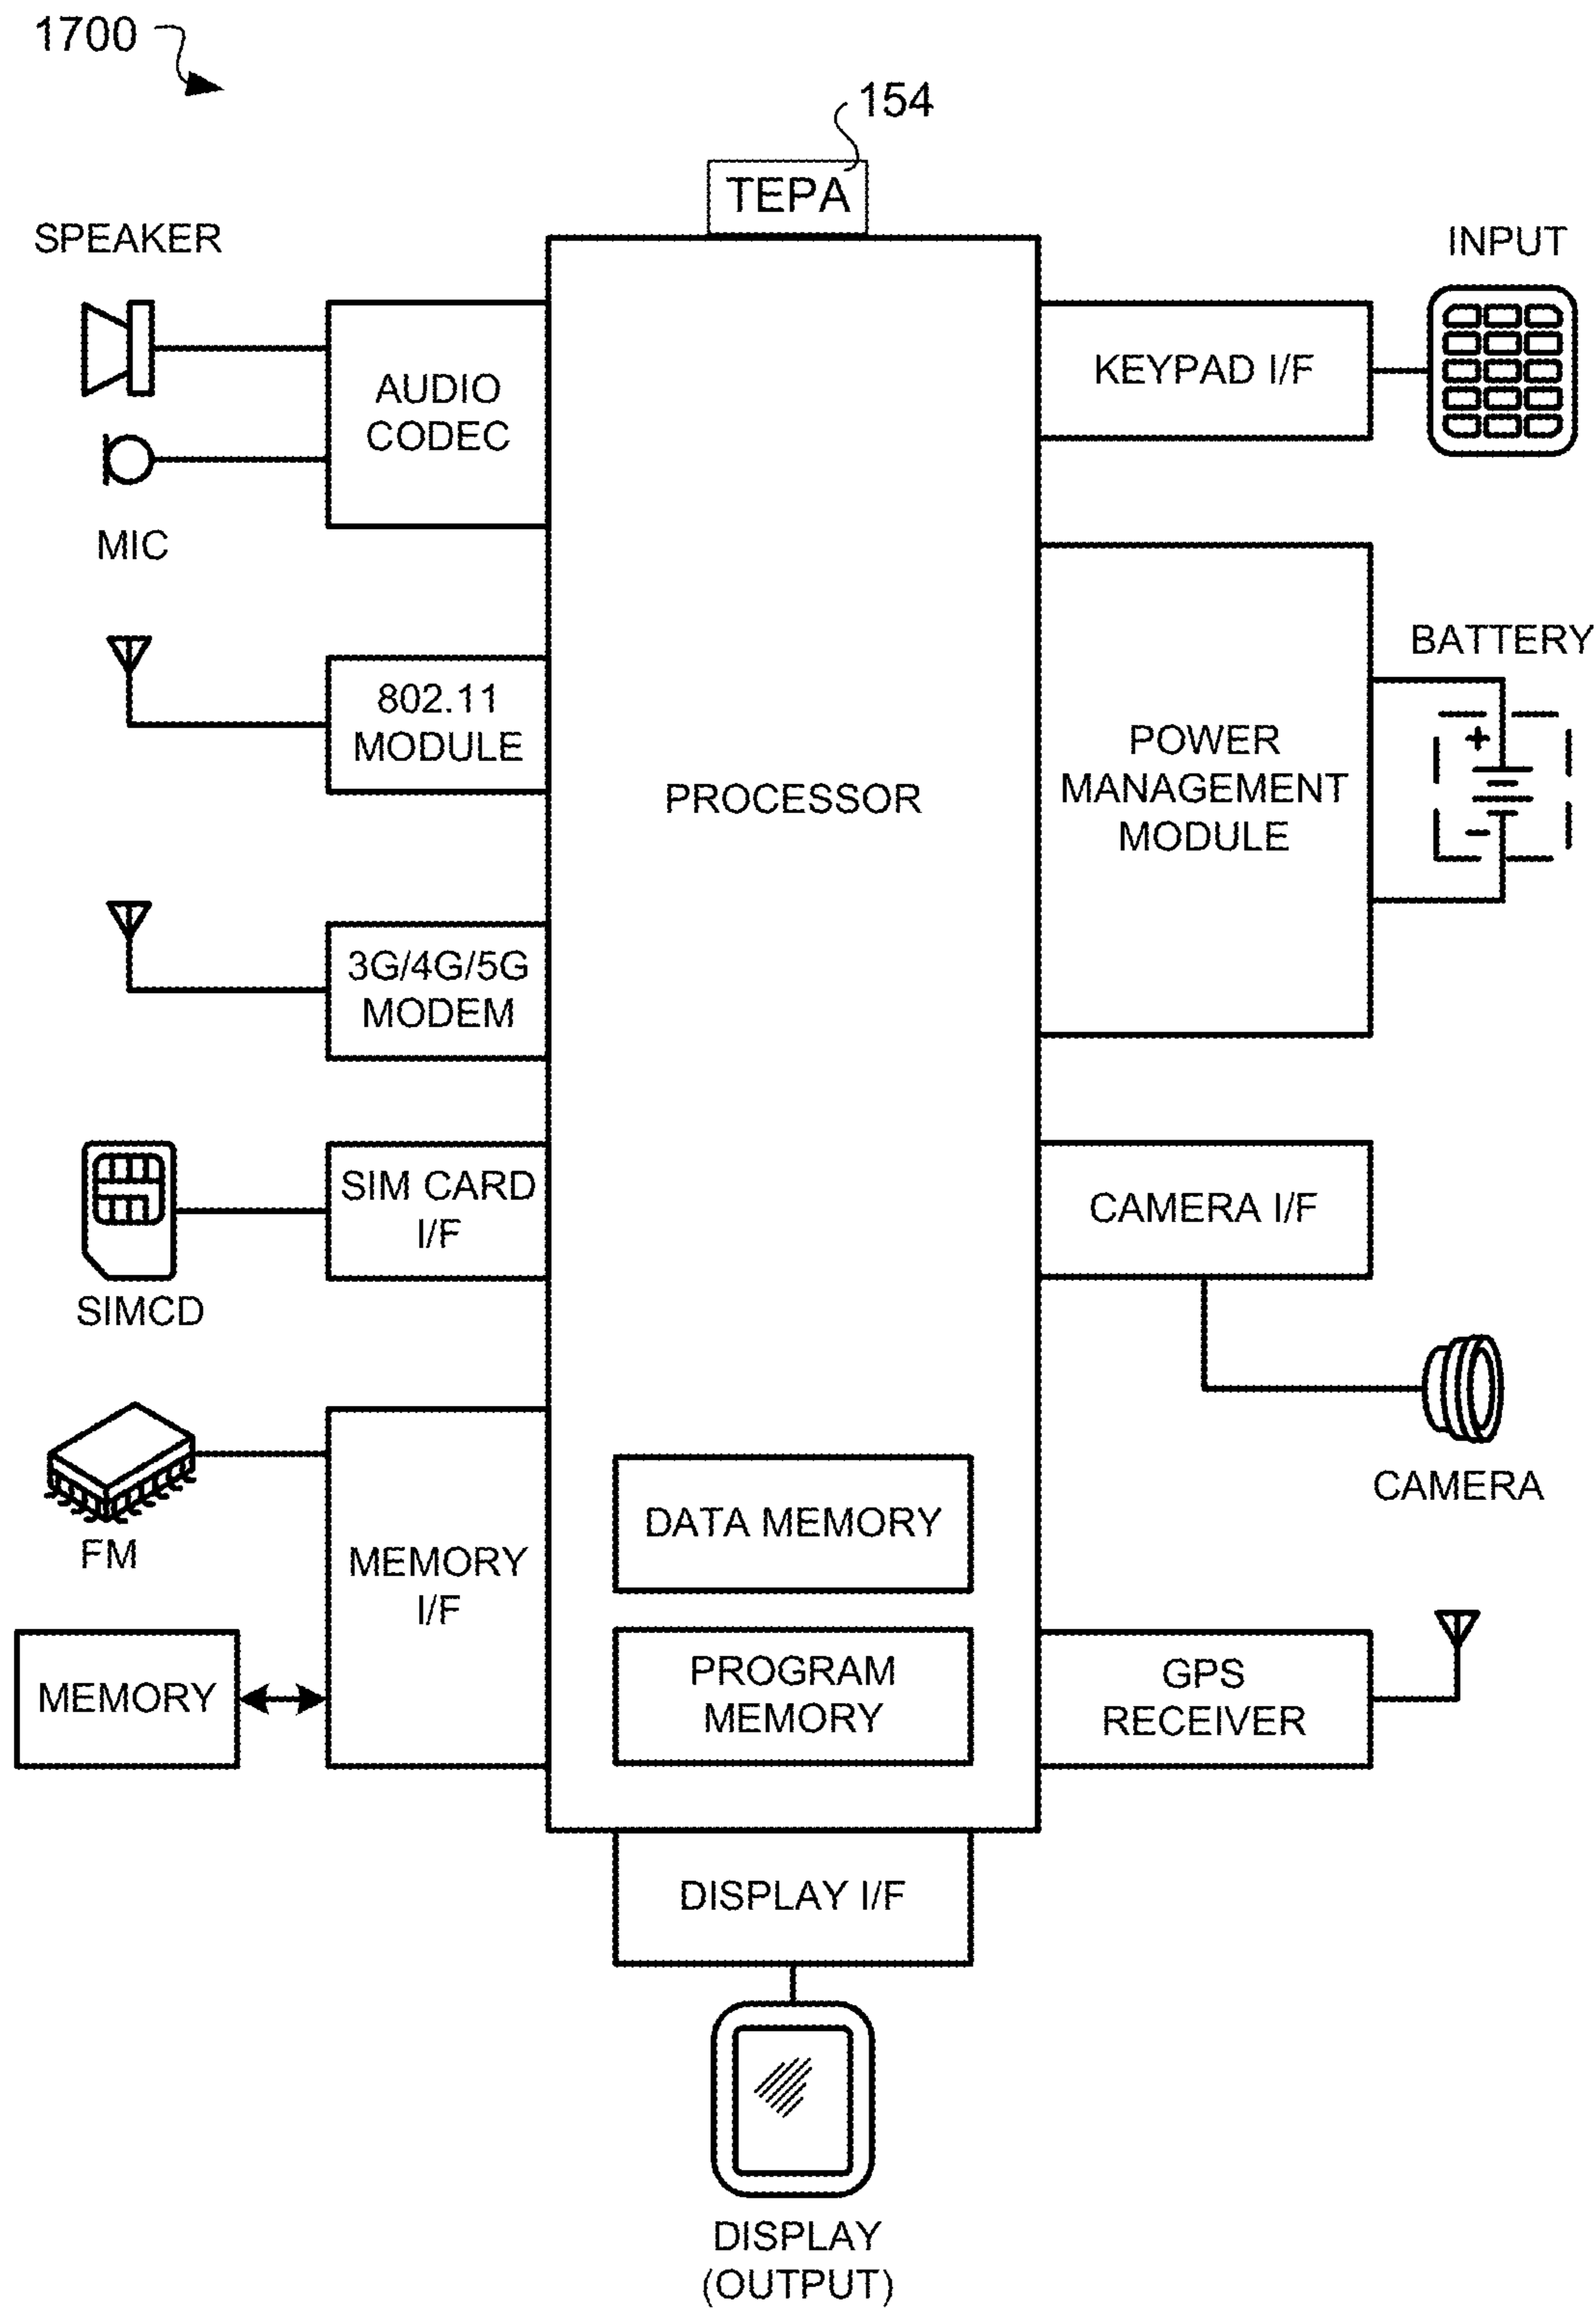 1700
154
TEPA
SPEAKER
INPUT
AUDIO
CODEC
KEYPAD I/F
MIC
BATTERY
802.11
MODULE
+
-
POWER
MANAGEMENT
MODULE
PROCESSOR
3G/4G/5G
MODEM
SIM CARD
I/F
SIMCD
CAMERA I/F
CAMERA
FM
MEMORY
I/F
DATA MEMORY
MEMORY
PROGRAM
MEMORY
GPS
RECEIVER
DISPLAY I/F
DISPLAY
(OUTPUT)